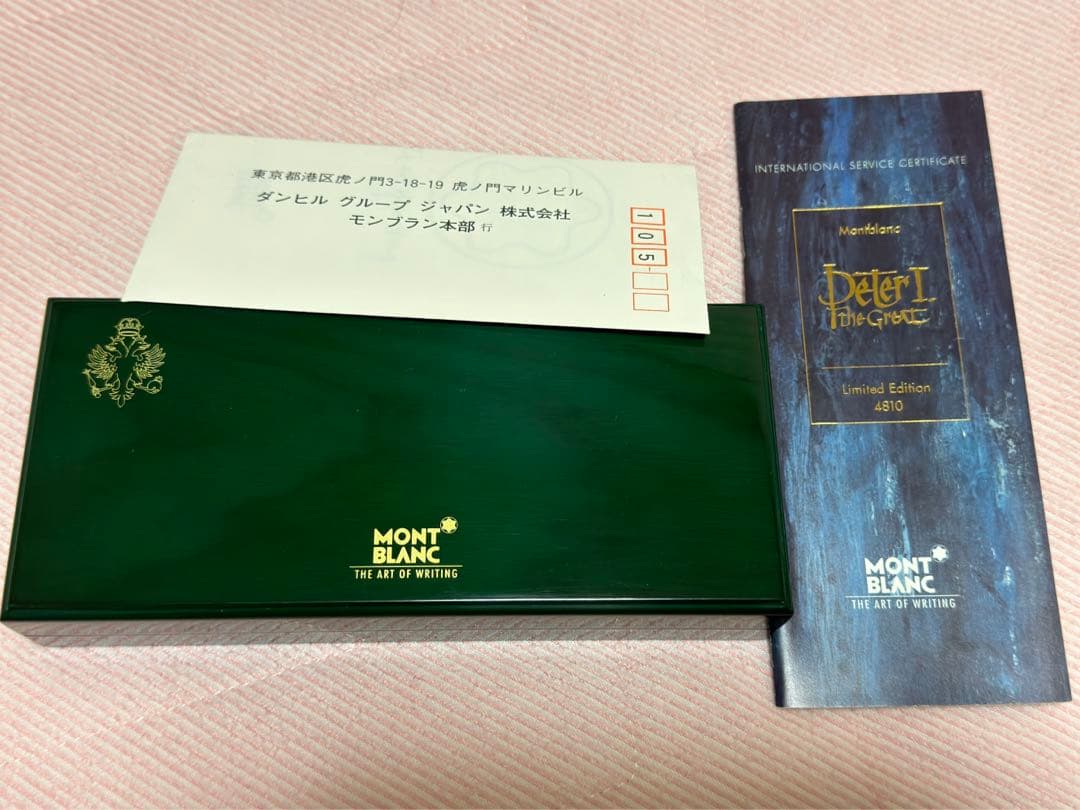 東京都港区虎ノ門3-18-19 虎ノ門マリンビル
ダンヒル グループ ジャパン 株式会社
モンブラン本部 行
105-
MONT
BLANC
THE ART OF WRITING
INTERNATIONAL SERVICE CERTIFICATE
Montblanc
Peter I.
the Great
Limited Edition
4810
MONT
BLANC
THE ART OF WRITING